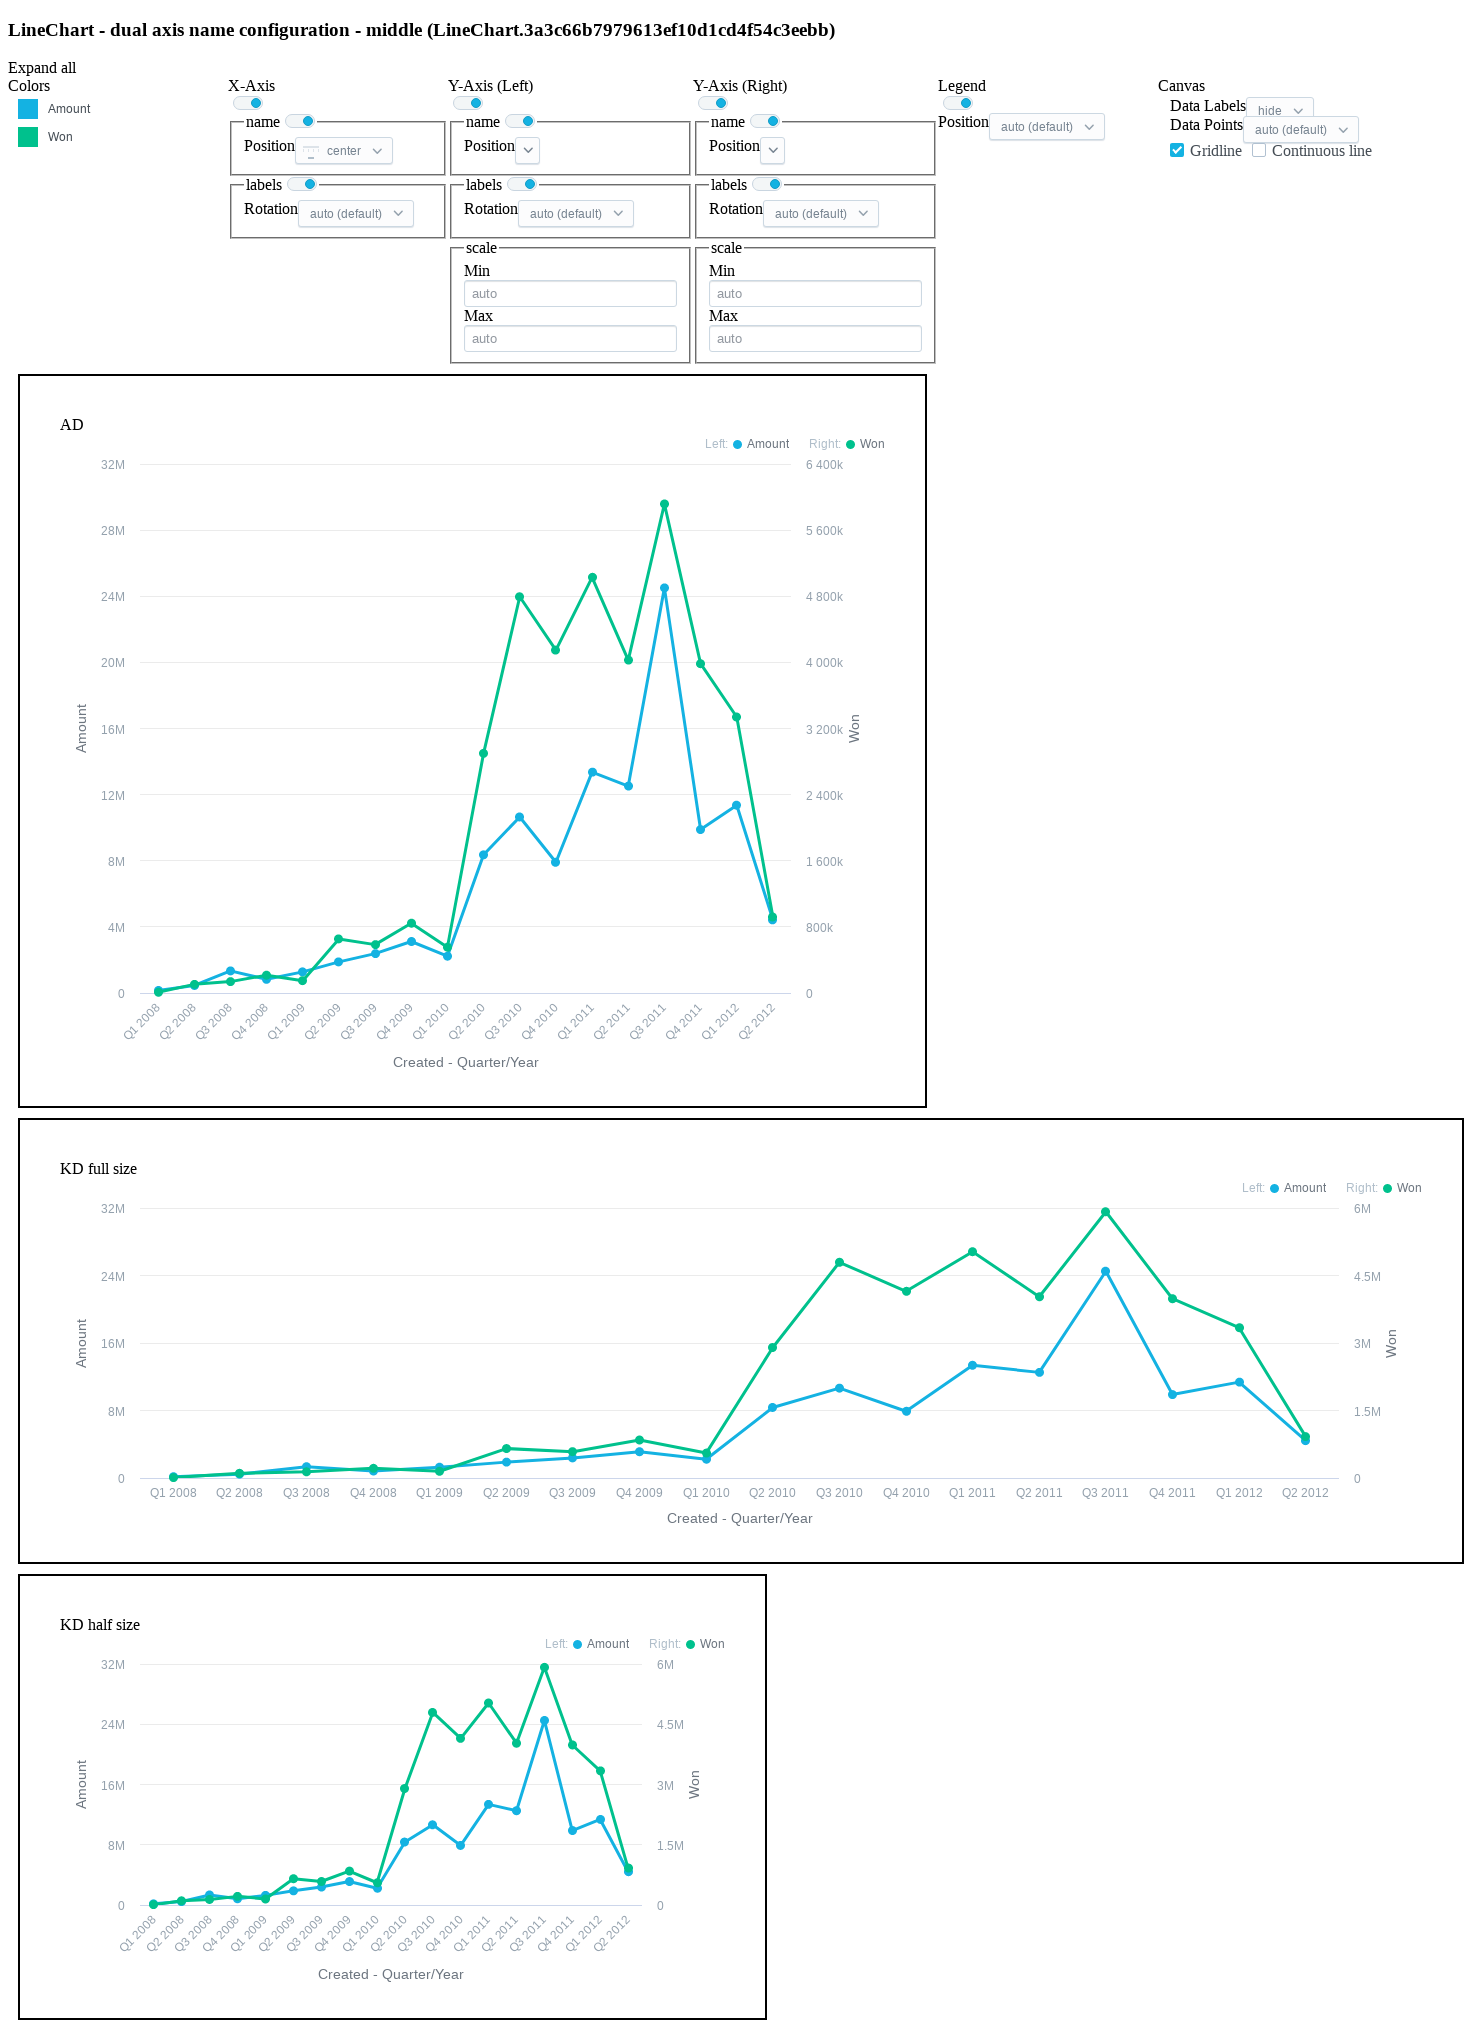 LineChart - dual axis name configuration - middle (LineChart.3a3c66b7979613ef10d1cd4f54c3eebb)
Expand all
Colors
Amount
Won
X-Axis
name
Position center
labels
Rotation auto (default)
Y-Axis (Left)
name
Position
labels
Rotation auto (default)
scale
Min
auto
Max
auto
Y-Axis (Right)
name
Position
labels
Rotation auto (default)
scale
Min
auto
Max
auto
Legend
Position auto (default)
Canvas
Data Labels hide
Data Points auto (default)
Gridline Continuous line
AD
Left: Amount Right: Won
32M 6 400k
28M 5 600k
24M 4 800k
20M 4 000k
16M 3 200k
12M 2 400k
8M 1 600k
4M 800k
0 0
Amount
Won
Q1 2008 Q2 2008 Q3 2008 Q4 2008 Q1 2009 Q2 2009 Q3 2009 Q4 2009 Q1 2010 Q2 2010 Q3 2010 Q4 2010 Q1 2011 Q2 2011 Q3 2011 Q4 2011 Q1 2012 Q2 2012
Created - Quarter/Year
KD full size
Left: Amount Right: Won
32M 6M
24M 4.5M
16M 3M
8M 1.5M
0 0
Amount
Won
Q1 2008 Q2 2008 Q3 2008 Q4 2008 Q1 2009 Q2 2009 Q3 2009 Q4 2009 Q1 2010 Q2 2010 Q3 2010 Q4 2010 Q1 2011 Q2 2011 Q3 2011 Q4 2011 Q1 2012 Q2 2012
Created - Quarter/Year
KD half size
Left: Amount Right: Won
32M 6M
24M 4.5M
16M 3M
8M 1.5M
0 0
Amount
Won
Q1 2008 Q2 2008 Q3 2008 Q4 2008 Q1 2009 Q2 2009 Q3 2009 Q4 2009 Q1 2010 Q2 2010 Q3 2010 Q4 2010 Q1 2011 Q2 2011 Q3 2011 Q4 2011 Q1 2012 Q2 2012
Created - Quarter/Year